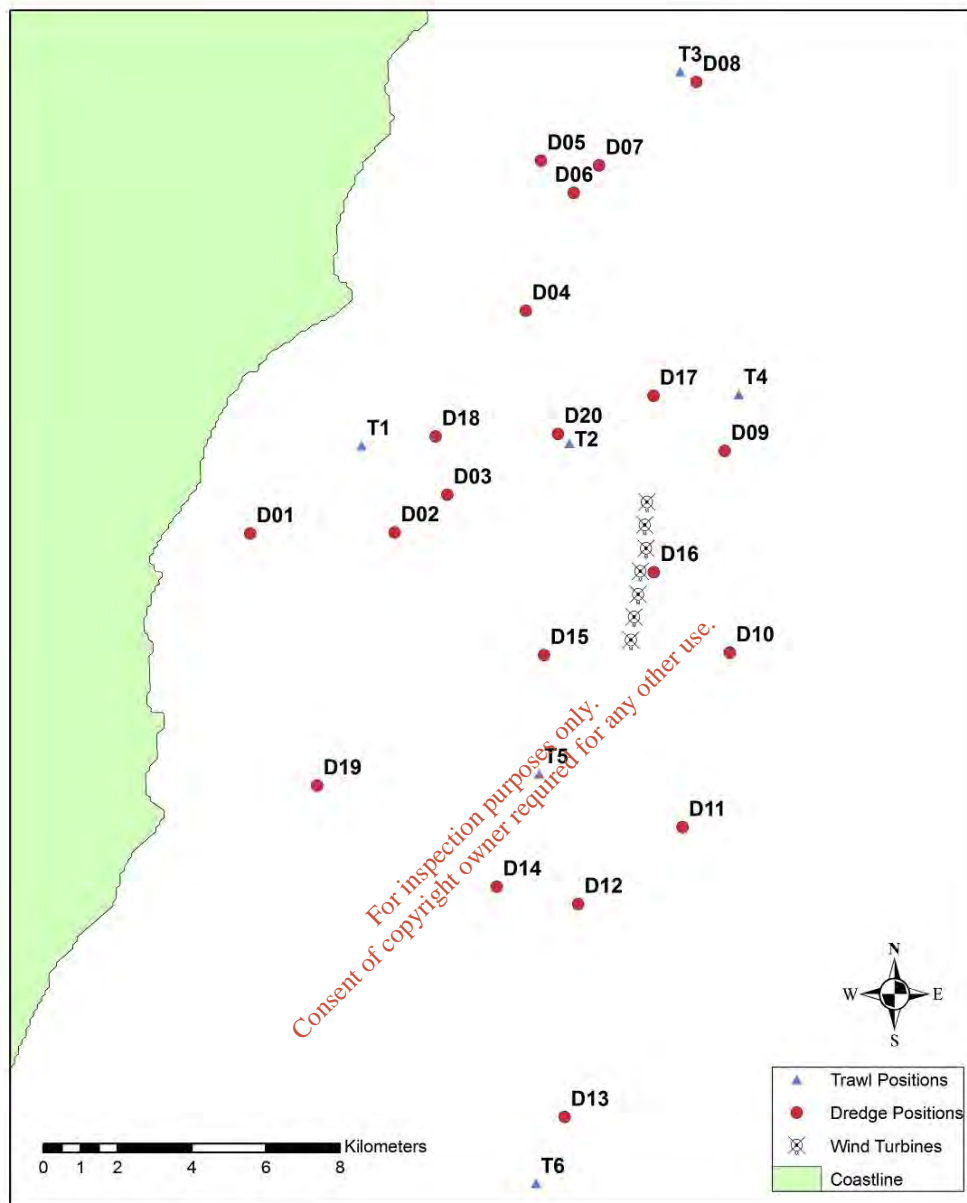 T3
D08
D05
D07
D06
D04
D17
T4
D18
D20
T1
T2
D09
D03
D01
D02
D16
D15
D10
T5
D19
D11
D14
D12
For inspection purposes only.
Consent of copyright owner required for any other use.
N
W
E
S
D13
T6
Kilometers
0 1 2 4 6 8
Trawl Positions
Dredge Positions
Wind Turbines
Coastline